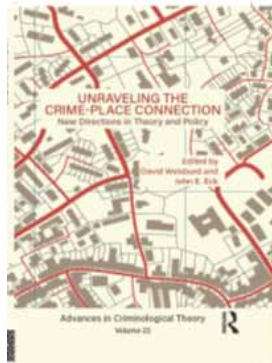 UNRAVELING THE
CRIME-PLACE CONNECTION
New Directions in Theory and Policy
Edited by
David Weisburd and
John E. Eck
Advances in Criminological Theory
Volume 22
R